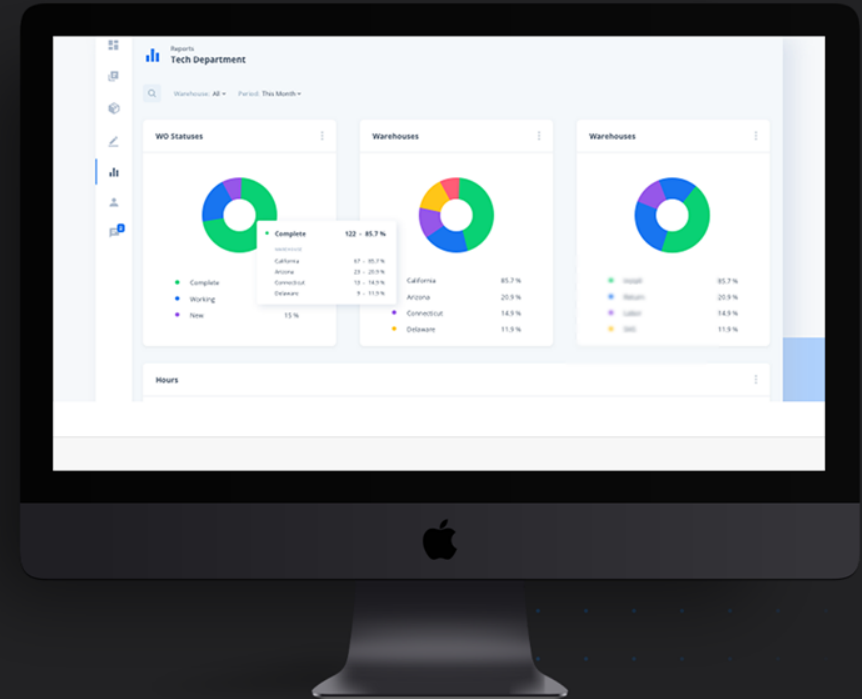 Reports
Tech Department
Warehouse: All
Period: This Month
WO Statuses
Complete
Working
New 15 %
Complete 122 - 85.7 %
WAREHOUSE
California 67 - 85.7 %
Arizona 23 - 20.9 %
Connecticut 13 - 14.9 %
Delaware 9 - 11.9 %
Warehouses
California 85.7 %
Arizona 20.9 %
Connecticut 14.9 %
Delaware 11.9 %
Warehouses
85.7 %
20.9 %
14.9 %
11.9 %
Hours